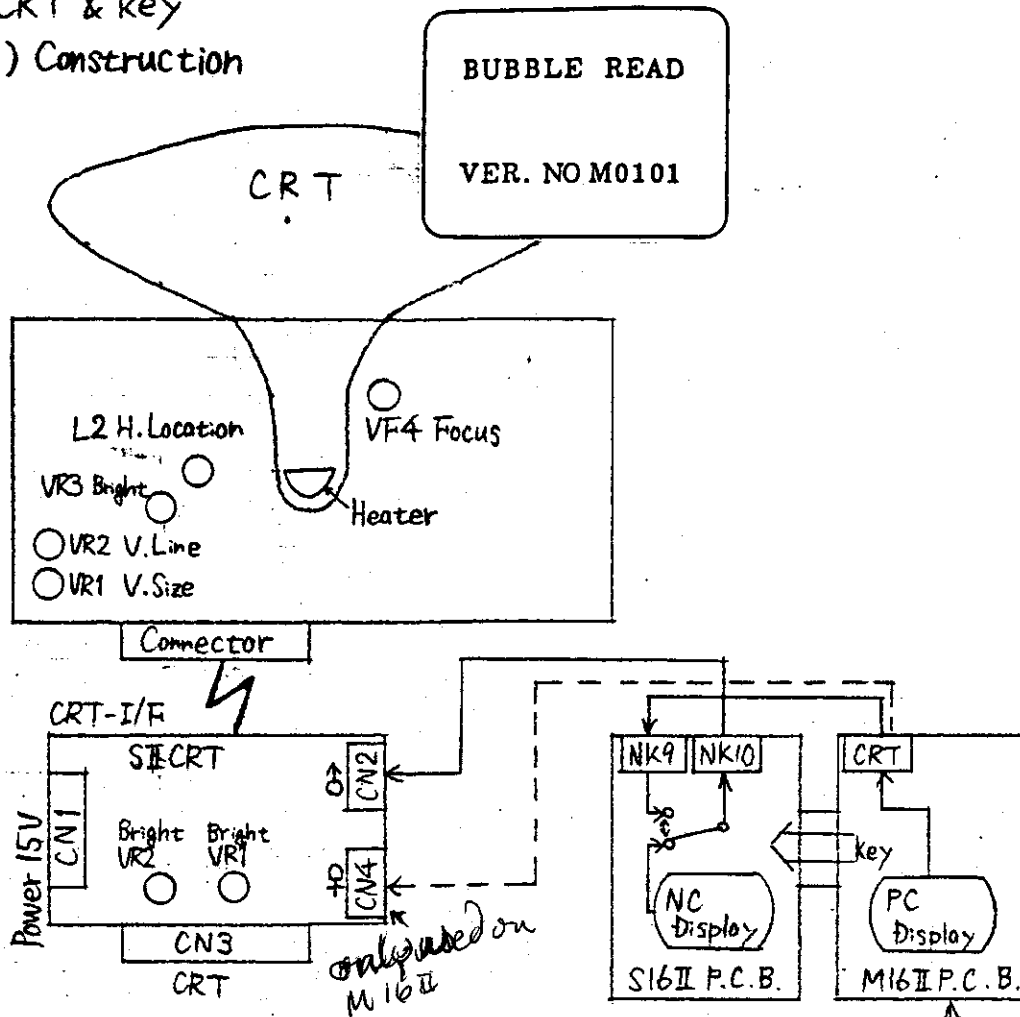 CRT & Key
) Construction
BUBBLE READ
VER. NO M0101
CRT
L2 H.Location
VF4 Focus
VR3 Bright
Heater
VR2 V.Line
VR1 V.Size
Connector
CRT-I/F
SⅡCRT
CN2
NK9
NK10
CRT
Power 15V
CN1
Bright
VR2
Bright
VR1
CN4
Key
NC
Display
PC
Display
CN3
CRT
only used on
M16Ⅱ
S16Ⅱ P.C.B.
M16Ⅱ P.C.B.